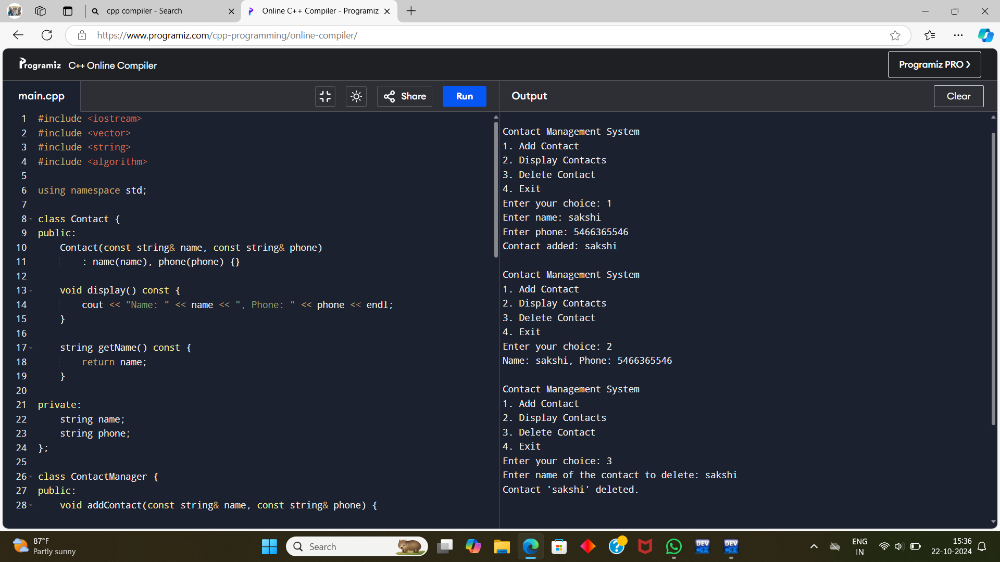 cpp compiler - Search
Online C++ Compiler - Programiz
https://www.programiz.com/cpp-programming/online-compiler/
Programiz C++ Online Compiler
Programiz PRO
main.cpp
Share
Run
Output
Clear
1 #include <iostream>
2 #include <vector>
3 #include <string>
4 #include <algorithm>
5
6 using namespace std;
7
8 class Contact {
9 public:
10 Contact(const string& name, const string& phone)
11 : name(name), phone(phone) {}
12
13 void display() const {
14 cout << "Name: " << name << ", Phone: " << phone << endl;
15 }
16
17 string getName() const {
18 return name;
19 }
20
21 private:
22 string name;
23 string phone;
24 };
25
26 class ContactManager {
27 public:
28 void addContact(const string& name, const string& phone) {
Contact Management System
1. Add Contact
2. Display Contacts
3. Delete Contact
4. Exit
Enter your choice: 1
Enter name: sakshi
Enter phone: 5466365546
Contact added: sakshi
Contact Management System
1. Add Contact
2. Display Contacts
3. Delete Contact
4. Exit
Enter your choice: 2
Name: sakshi, Phone: 5466365546
Contact Management System
1. Add Contact
2. Display Contacts
3. Delete Contact
4. Exit
Enter your choice: 3
Enter name of the contact to delete: sakshi
Contact 'sakshi' deleted.
87°F
Partly sunny
Search
DEV
C++
DEV
C++
ENG
IN
15:36
22-10-2024